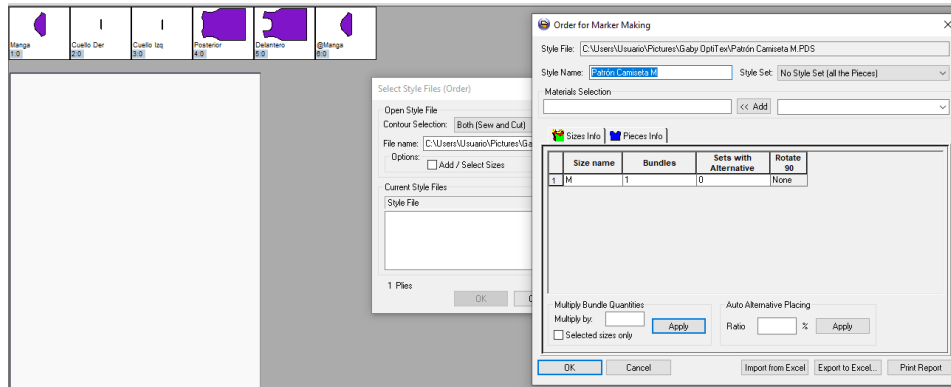 Manga
1:0
Cuello Der
2:0
Cuello Izq
3:0
Posterior
4:0
Delantero
5:0
@Manga
6:0
Select Style Files (Order)
Open Style File
Contour Selection: Both (Sew and Cut)
File name: C:\Users\Usuario\Pictures\Ga
Options:
Add / Select Sizes
Current Style Files
Style File
1 Plies
OK
Order for Marker Making
Style File: C:\Users\Usuario\Pictures\Gaby OptiTex\Patrón Camiseta M.PDS
Style Name: Patrón Camiseta M Style Set: No Style Set (all the Pieces)
Materials Selection
<< Add
Sizes Info Pieces Info
Size name Bundles Sets with Alternative Rotate 90
1 M 1 0 None
Multiply Bundle Quantities
Multiply by: Apply
Selected sizes only
Auto Alternative Placing
Ratio % Apply
OK Cancel Import from Excel Export to Excel... Print Report